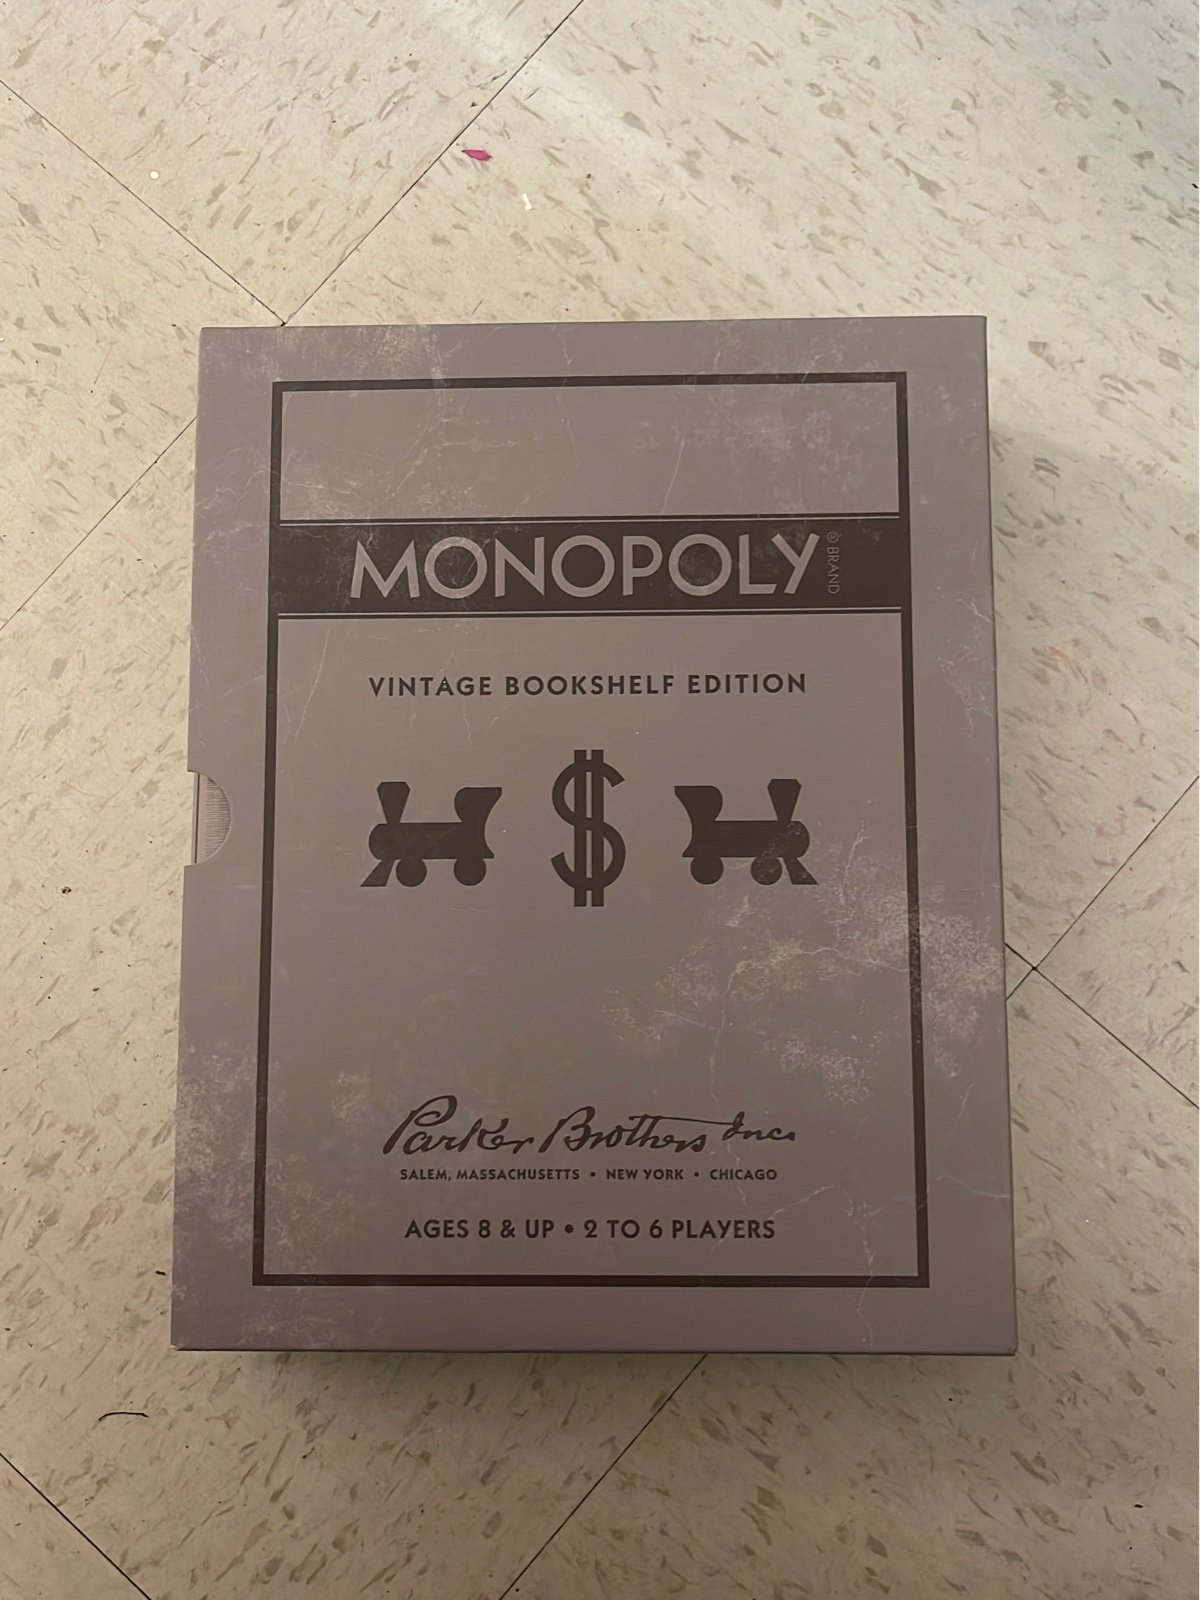 MONOPOLY ® BRAND
VINTAGE BOOKSHELF EDITION
$
Parker Brothers Inc.
SALEM, MASSACHUSETTS • NEW YORK • CHICAGO
AGES 8 & UP • 2 TO 6 PLAYERS